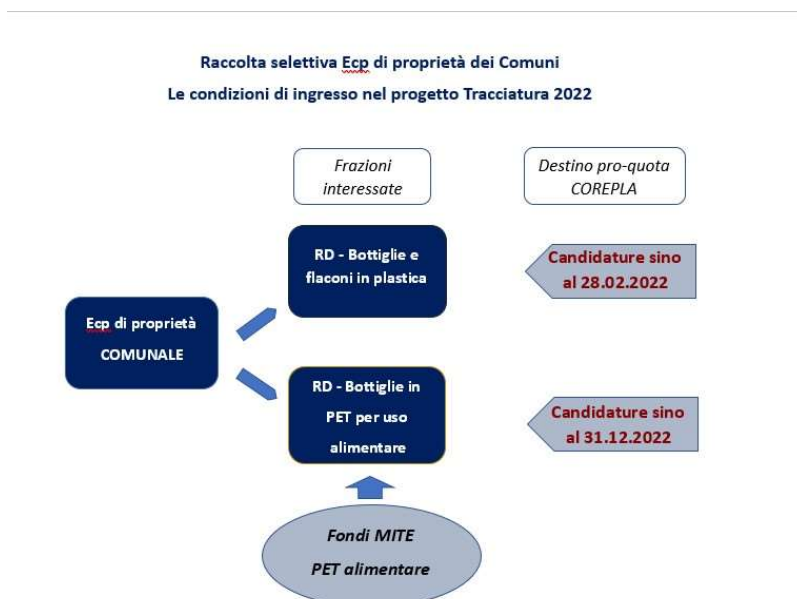 Raccolta selettiva Ecp di proprietà dei Comuni
Le condizioni di ingresso nel progetto Tracciatura 2022
Frazioni
interessate
Destino pro-quota
COREPLA
RD - Bottiglie e
flaconi in plastica
Candidature sino
al 28.02.2022
Ecp di proprietà
COMUNALE
RD - Bottiglie in
PET per uso
alimentare
Candidature sino
al 31.12.2022
Fondi MITE
PET alimentare